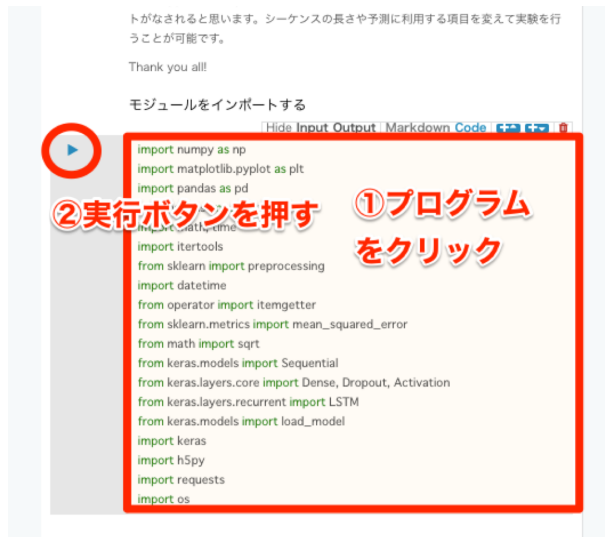 トがなされると思います。シーケンスの長さや予測に利用する項目を変えて実験を行
うことが可能です。
Thank you all!
モジュールをインポートする
Hide Input Output Markdown Code
import numpy as np
import matplotlib.pyplot as plt
import pandas as pd
②実行ボタンを押す
①プログラム
をクリック
import math, time
import itertools
from sklearn import preprocessing
import datetime
from operator import itemgetter
from sklearn.metrics import mean_squared_error
from math import sqrt
from keras.models import Sequential
from keras.layers.core import Dense, Dropout, Activation
from keras.layers.recurrent import LSTM
from keras.models import load_model
import keras
import h5py
import requests
import os